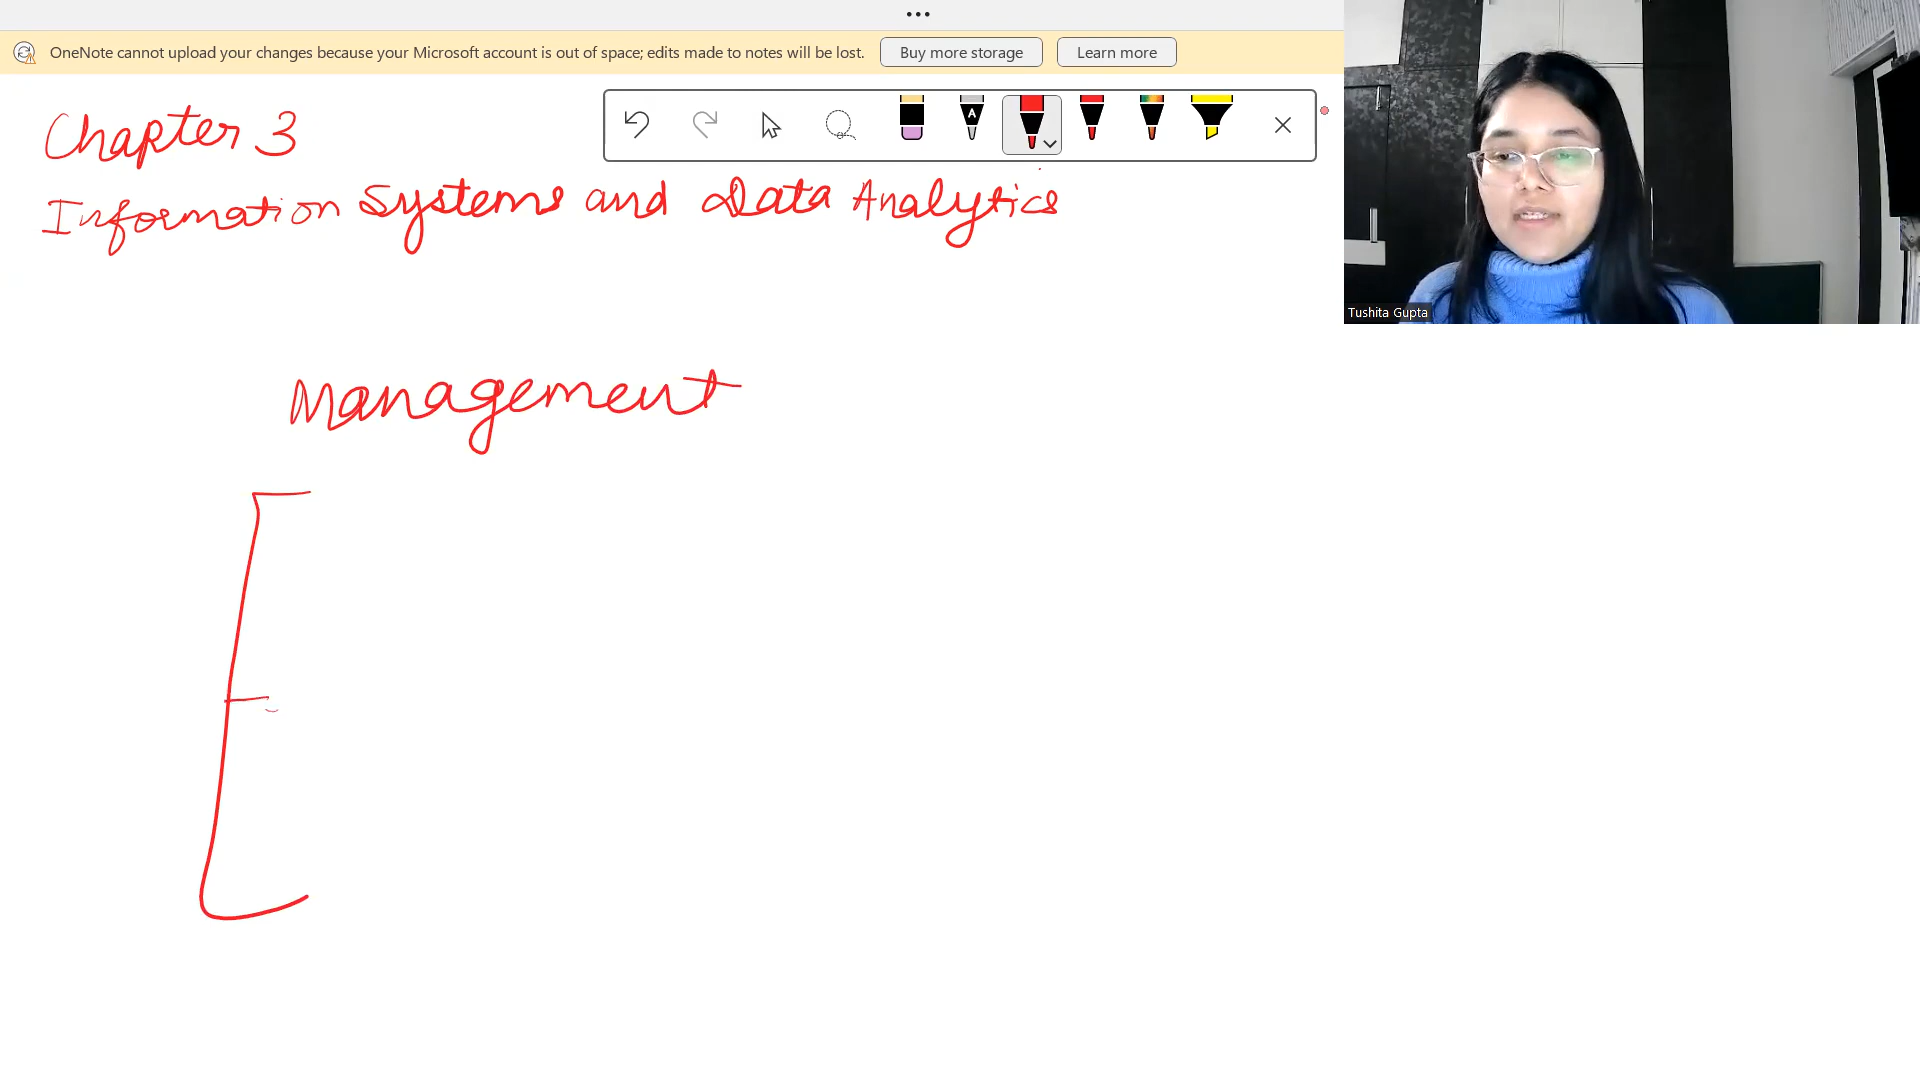 OneNote cannot upload your changes because your Microsoft account is out of space; edits made to notes will be lost. Buy more storage Learn more
Chapter 3
Information Systems and Data Analytics
Tushita Gupta
Management